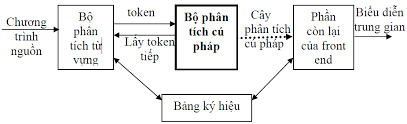 Chương
trình
nguồn
Bộ
phân
tích từ
vựng
token
Lấy token
tiếp
Bộ phân
tích cú
pháp
Cây
phân tích
cú pháp
Phần
còn lại
của front
end
Biểu diễn
trung gian
Bảng ký hiệu